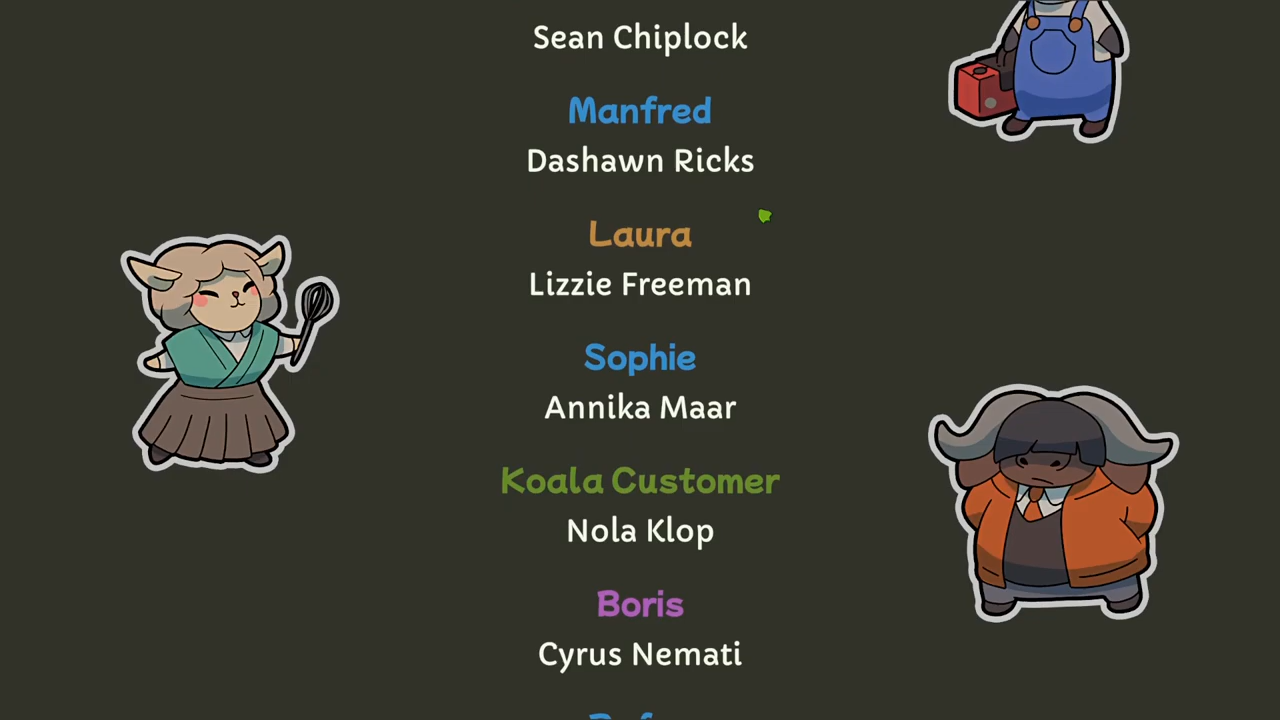 Sean Chiplock
Manfred
Dashawn Ricks
Laura
Lizzie Freeman
Sophie
Annika Maar
Koala Customer
Nola Klop
Boris
Cyrus Nemati